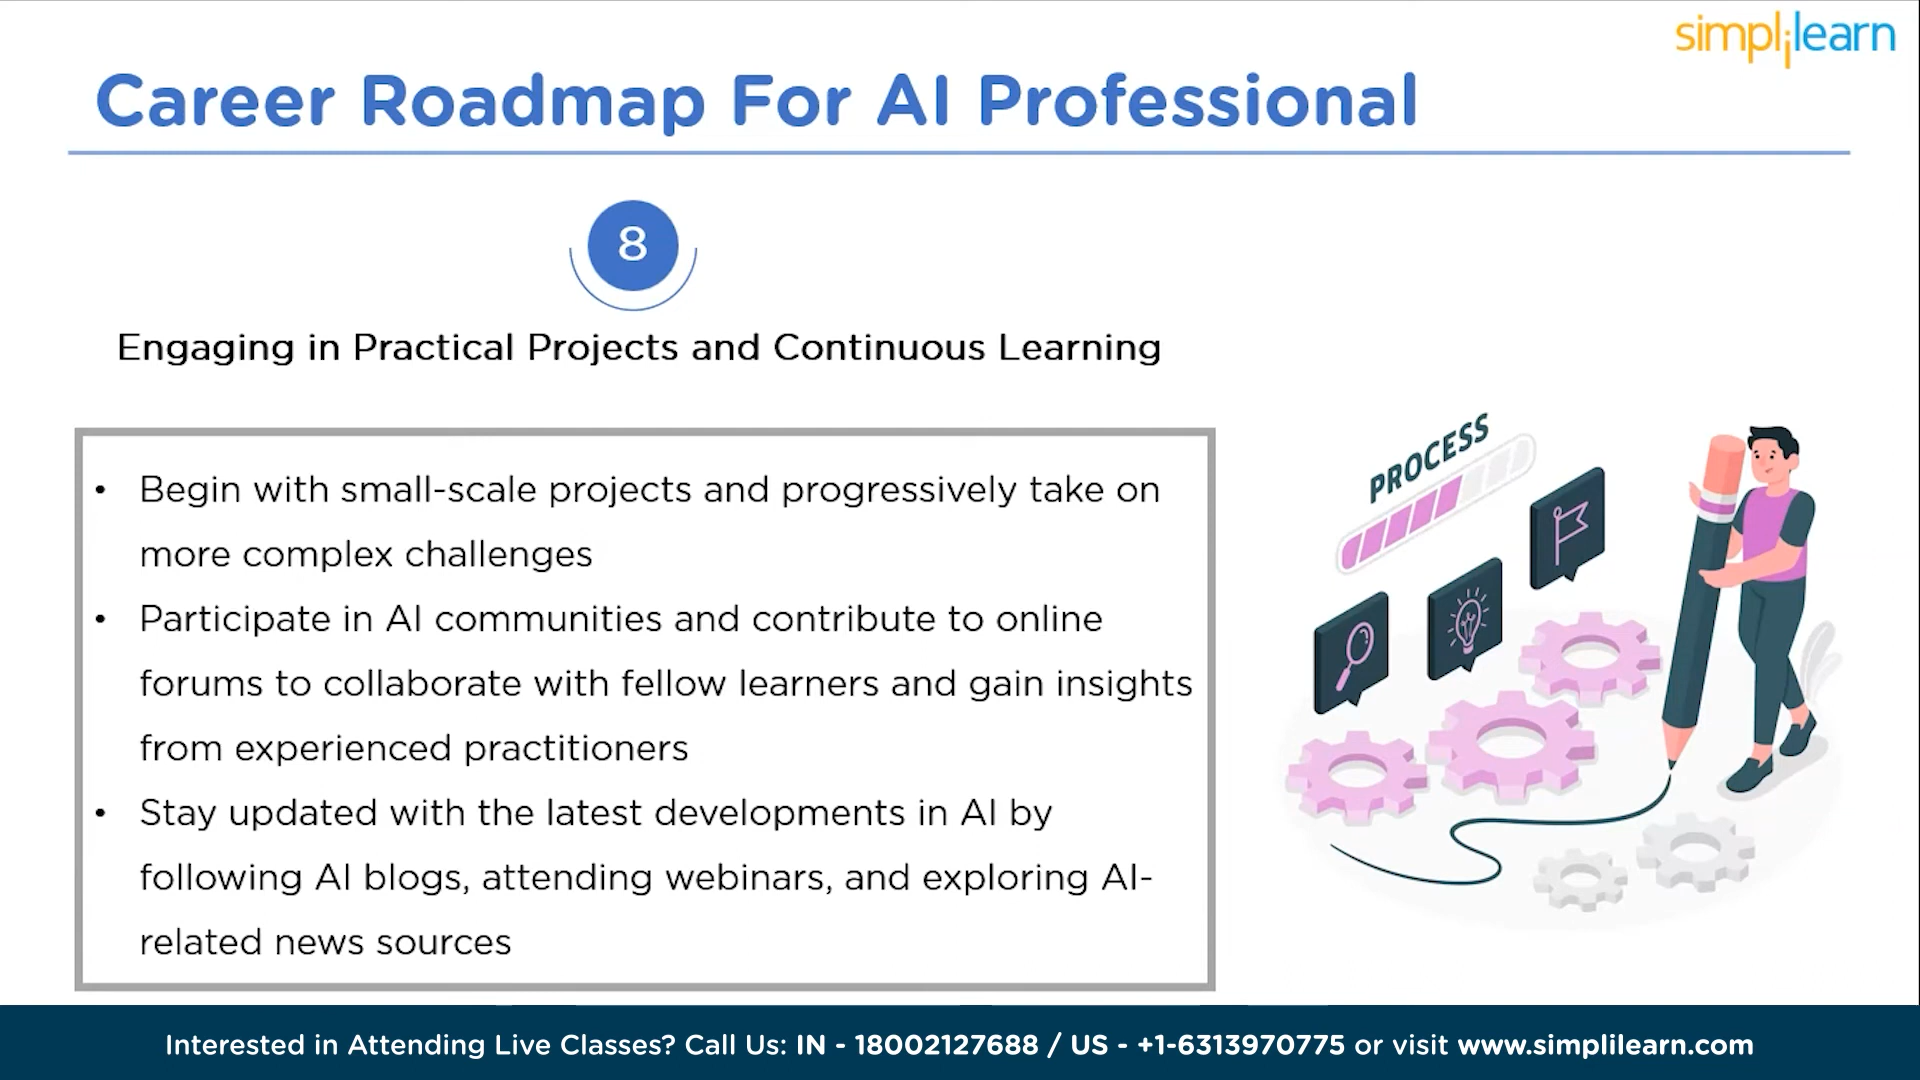 simplilearn
Career Roadmap For AI Professional
8
Engaging in Practical Projects and Continuous Learning
• Begin with small-scale projects and progressively take on
more complex challenges
• Participate in AI communities and contribute to online
forums to collaborate with fellow learners and gain insights
from experienced practitioners
• Stay updated with the latest developments in AI by
following AI blogs, attending webinars, and exploring AI-
related news sources
PROCESS
Interested in Attending Live Classes? Call Us: IN - 18002127688 / US - +1-6313970775 or visit www.simplilearn.com